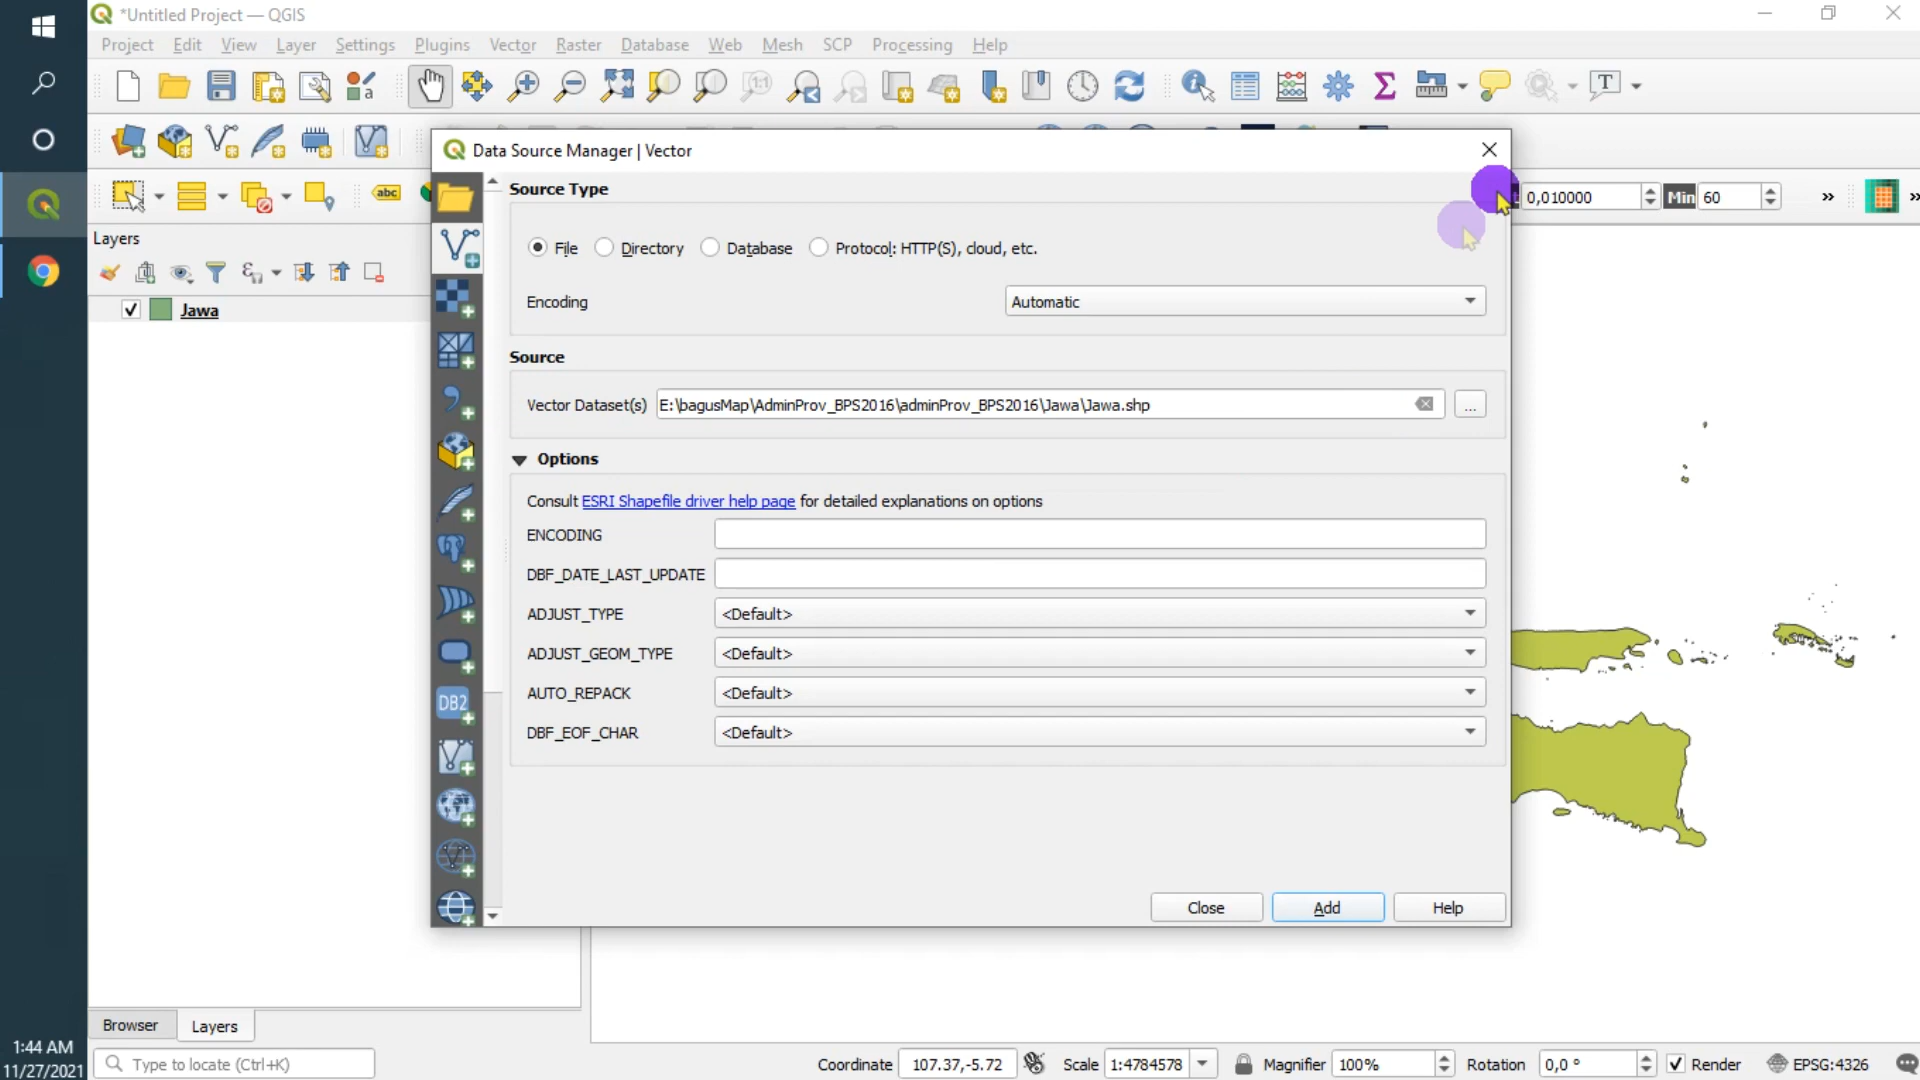 *Untitled Project — QGIS
Project Edit View Layer Settings Plugins Vector Raster Database Web Mesh SCP Processing Help
1:1
T
a
Data Source Manager | Vector
abc
0,010000 Min 60 » »
Source Type
Layers
File Directory Database Protocol: HTTP(S), cloud, etc.
Jawa
Encoding Automatic
Source
Vector Dataset(s) E:\bagusMap\AdminProv_BPS2016\adminProv_BPS2016\Jawa\Jawa.shp ...
Options
Consult ESRI Shapefile driver help page for detailed explanations on options
ENCODING
DBF_DATE_LAST_UPDATE
ADJUST_TYPE <Default>
ADJUST_GEOM_TYPE <Default>
AUTO_REPACK <Default>
DB2
DBF_EOF_CHAR <Default>
Close Add Help
Browser Layers
1:44 AM
11/27/2021
Type to locate (Ctrl+K) Coordinate 107.37,-5.72 Scale 1:4784578 Magnifier 100% Rotation 0,0 ° Render EPSG:4326